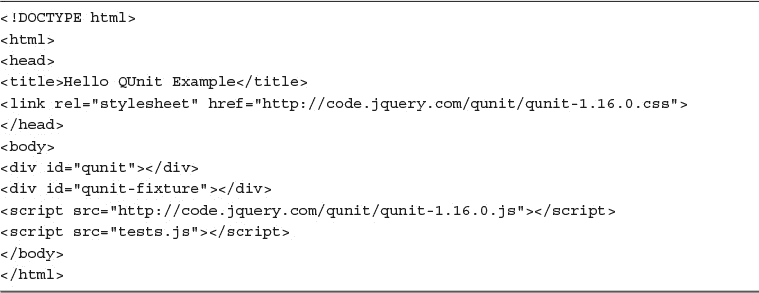 <!DOCTYPE html>
<html>
<head>
<title>Hello QUnit Example</title>
<link rel="stylesheet" href="http://code.jquery.com/qunit/qunit-1.16.0.css">
</head>
<body>
<div id="qunit"></div>
<div id="qunit-fixture"></div>
<script src="http://code.jquery.com/qunit/qunit-1.16.0.js"></script>
<script src="tests.js"></script>
</body>
</html>